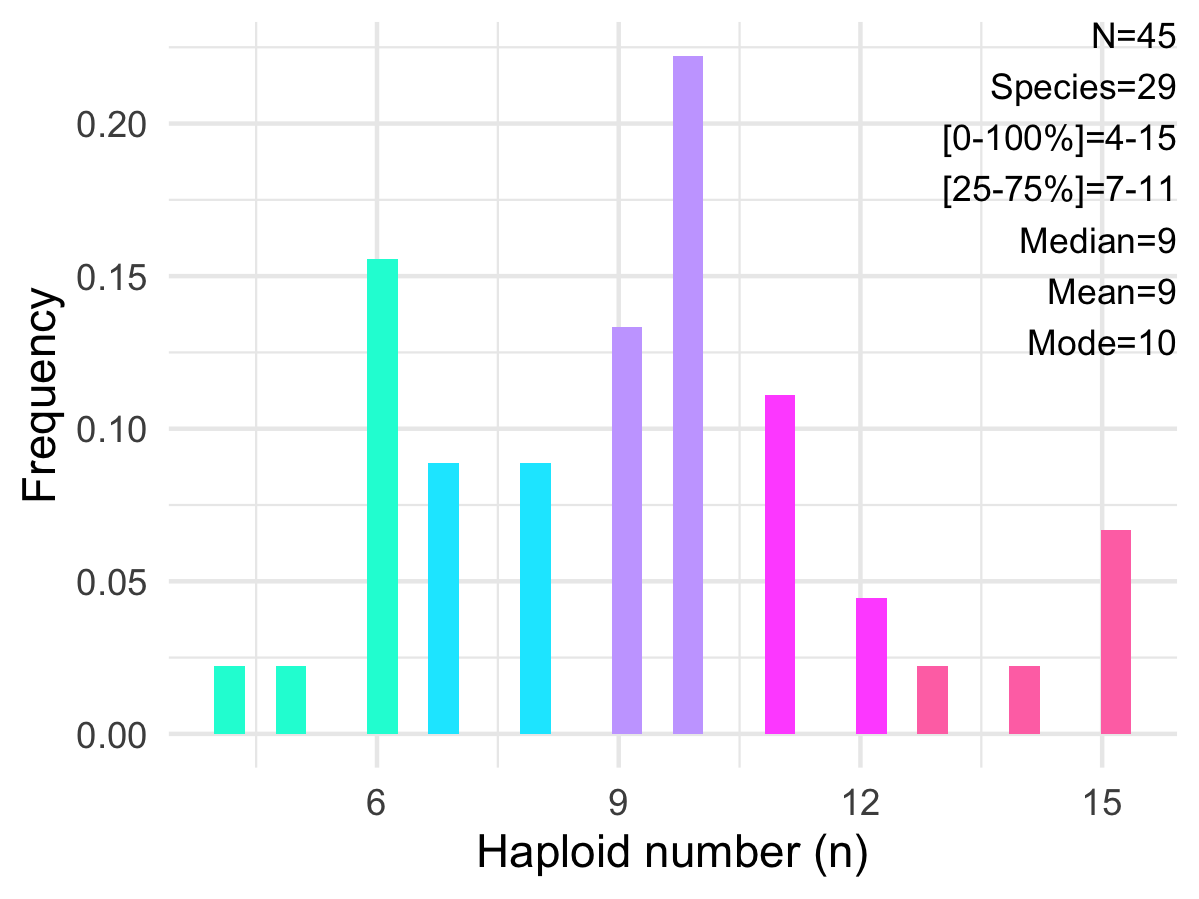 N=45
Species=29
[0-100%]=4-15
[25-75%]=7-11
Median=9
Mean=9
Mode=10
Frequency
0.20
0.15
0.10
0.05
0.00
6 9 12 15
Haploid number (n)